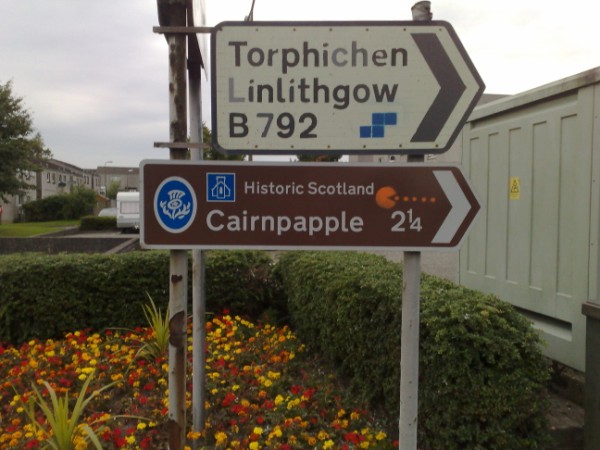 Torphichen
Linlithgow
B 792
Historic Scotland
Cairnpapple 2¼